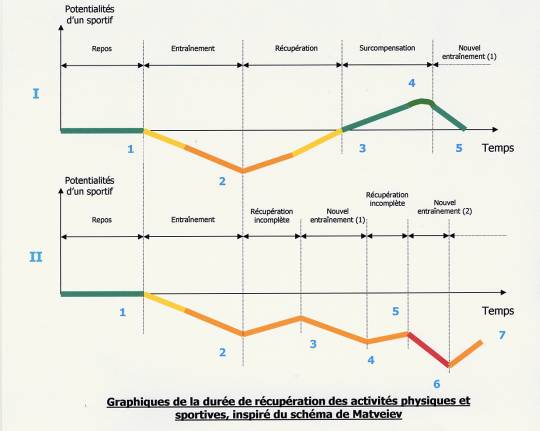 Potentialités
d'un sportif
Repos
Entraînement
Récupération
Surcompensation
Nouvel
entraînement (1)
I
4
1
2
3
5
Temps
Potentialités
d'un sportif
Repos
Entraînement
Récupération
incomplète
Nouvel
entraînement (1)
Récupération
incomplète
Nouvel
entraînement (2)
II
1
2
3
4
5
6
7
Temps
Graphiques de la durée de récupération des activités physiques et
sportives, inspiré du schéma de Matveiev